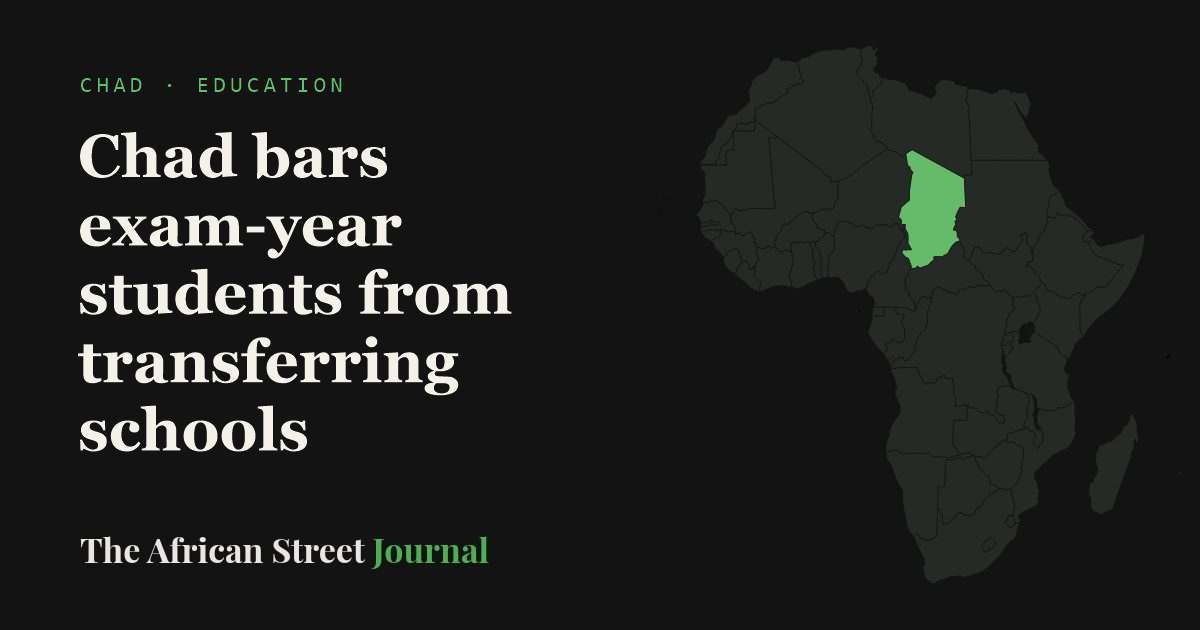 CHAD · EDUCATION
Chad bars
exam-year
students from
transferring
schools
The African Street Journal